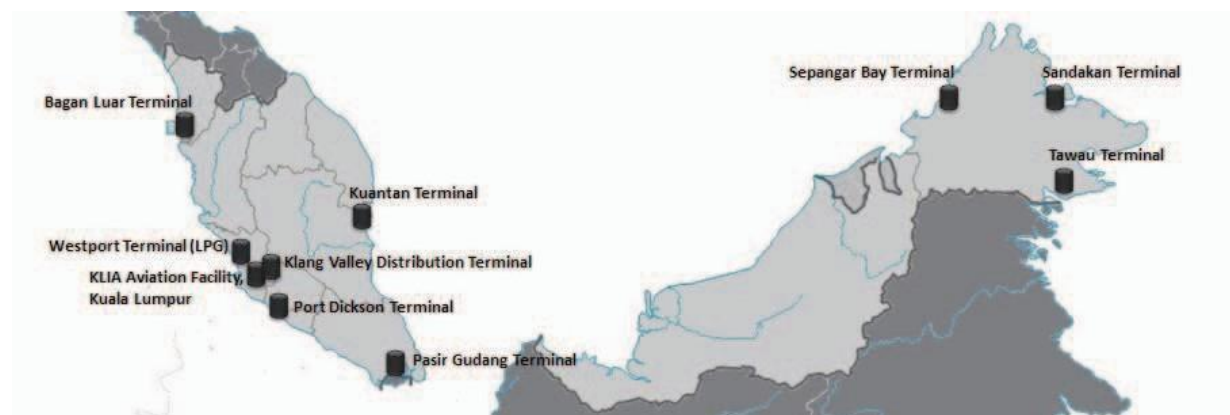 Sepangar Bay Terminal
Sandakan Terminal
Bagan Luar Terminal
Tawau Terminal
Kuantan Terminal
Westport Terminal (LPG)
Klang Valley Distribution Terminal
KLIA Aviation Facility,
Kuala Lumpur
Port Dickson Terminal
Pasir Gudang Terminal